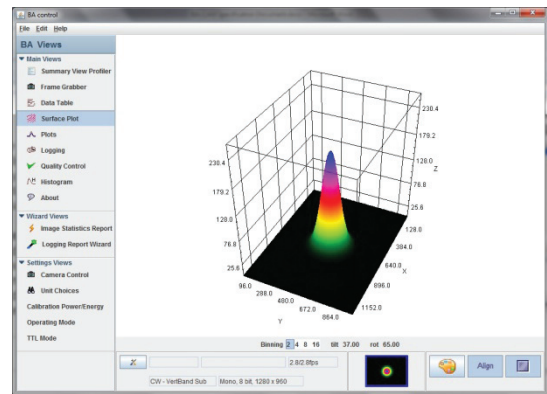 BA control
File Edit Help
BA Views
Main Views
Summary View Profiler
Frame Grabber
Data Table
Surface Plot
Plots
Logging
Quality Control
Histogram
About
Wizard Views
Image Statistics Report
Logging Report Wizard
Settings Views
Camera Control
Unit Choices
Calibration Power/Energy
Operating Mode
TTL Mode
230.4
179.2
128.0
76.8
25.6
Z
230.4
179.2
128.0
76.8
25.6
128.0
384.0
640.0
X
896.0
1152.0
96.0
288.0
480.0
672.0
864.0
Y
Binning 2 4 8 16 tilt 37.00 rot 65.00
2.8/2.8fps
Align
CW - VertBand Sub Mono, 8 bit, 1280 x 960